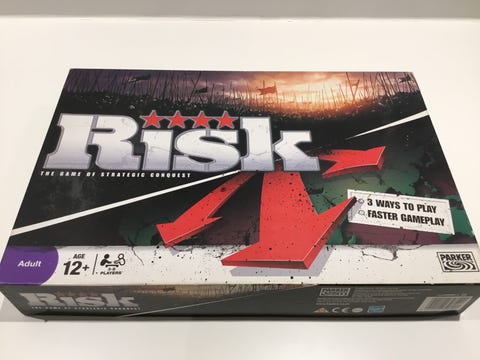 Risk
THE GAME OF STRATEGIC CONQUEST
3 WAYS TO PLAY
FASTER GAMEPLAY
Adult
AGE
12+
PLAYERS
PARKER
Risk
THE GAME OF STRATEGIC CONQUEST